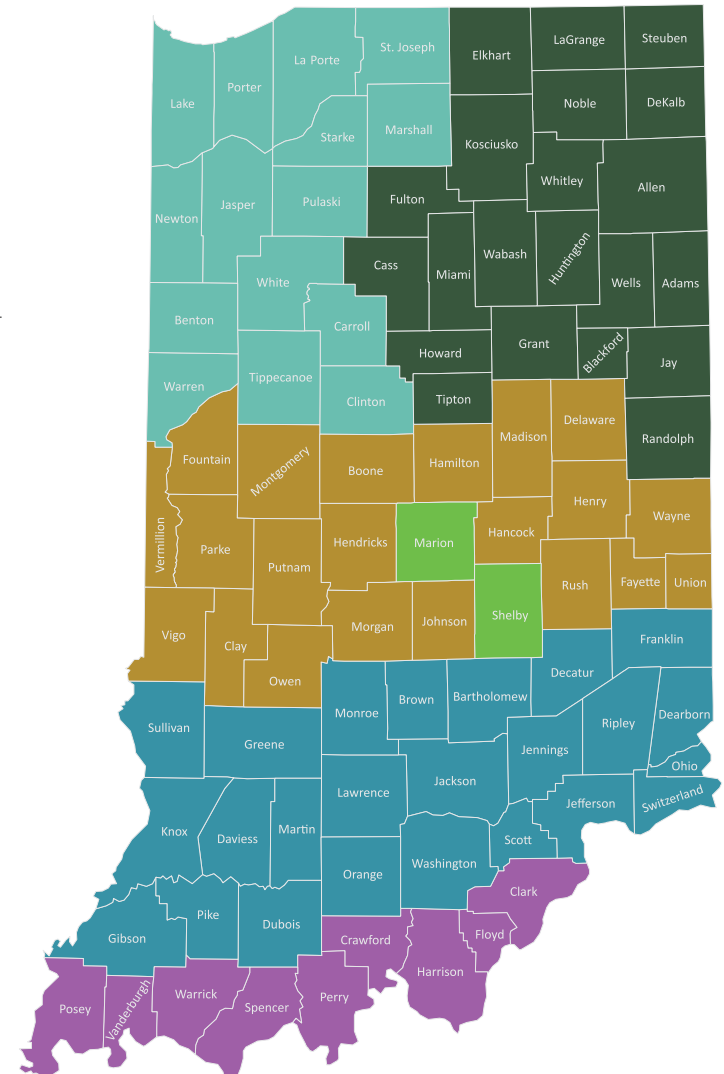 St. Joseph
Elkhart
LaGrange
Steuben
La Porte
Lake
Porter
Noble
DeKalb
Starke
Marshall
Kosciusko
Newton
Jasper
Pulaski
Fulton
Whitley
Allen
White
Cass
Miami
Wabash
Huntington
Wells
Adams
Benton
Carroll
Howard
Grant
Blackford
Jay
Warren
Tippecanoe
Clinton
Tipton
Madison
Delaware
Randolph
Fountain
Montgomery
Boone
Hamilton
Henry
Wayne
Vermillion
Parke
Putnam
Hendricks
Marion
Hancock
Rush
Fayette
Union
Vigo
Clay
Owen
Morgan
Johnson
Shelby
Franklin
Decatur
Sullivan
Greene
Monroe
Brown
Bartholomew
Jennings
Ripley
Dearborn
Ohio
Switzerland
Jackson
Lawrence
Jefferson
Knox
Daviess
Martin
Scott
Orange
Washington
Clark
Pike
Dubois
Gibson
Crawford
Floyd
Harrison
Posey
Vanderburgh
Warrick
Spencer
Perry